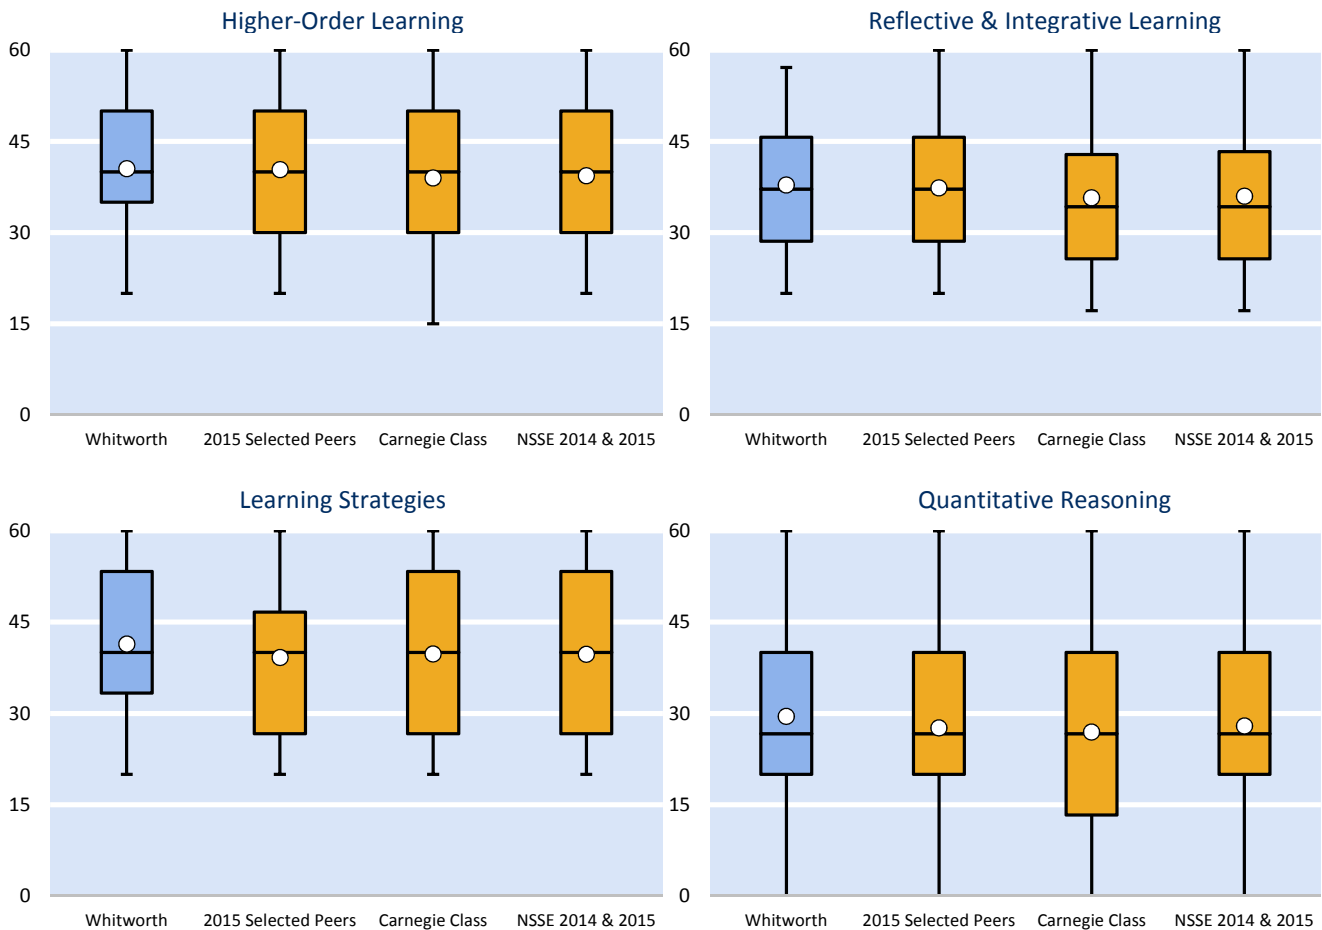 Higher-Order Learning
60
45
30
15
0
Whitworth 2015 Selected Peers Carnegie Class NSSE 2014 & 2015
Reflective & Integrative Learning
60
45
30
15
0
Whitworth 2015 Selected Peers Carnegie Class NSSE 2014 & 2015
Learning Strategies
60
45
30
15
0
Whitworth 2015 Selected Peers Carnegie Class NSSE 2014 & 2015
Quantitative Reasoning
60
45
30
15
0
Whitworth 2015 Selected Peers Carnegie Class NSSE 2014 & 2015